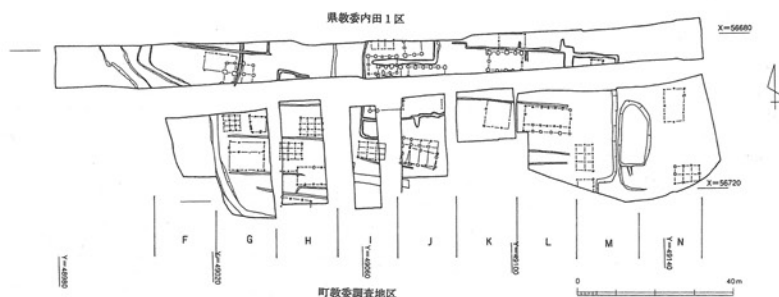 県教委内田1区
X=56680
X=56720
F G H I J K L M N
Y=48980
Y=49020
Y=49060
Y=49100
Y=49140
0 40m
町教委調査地区